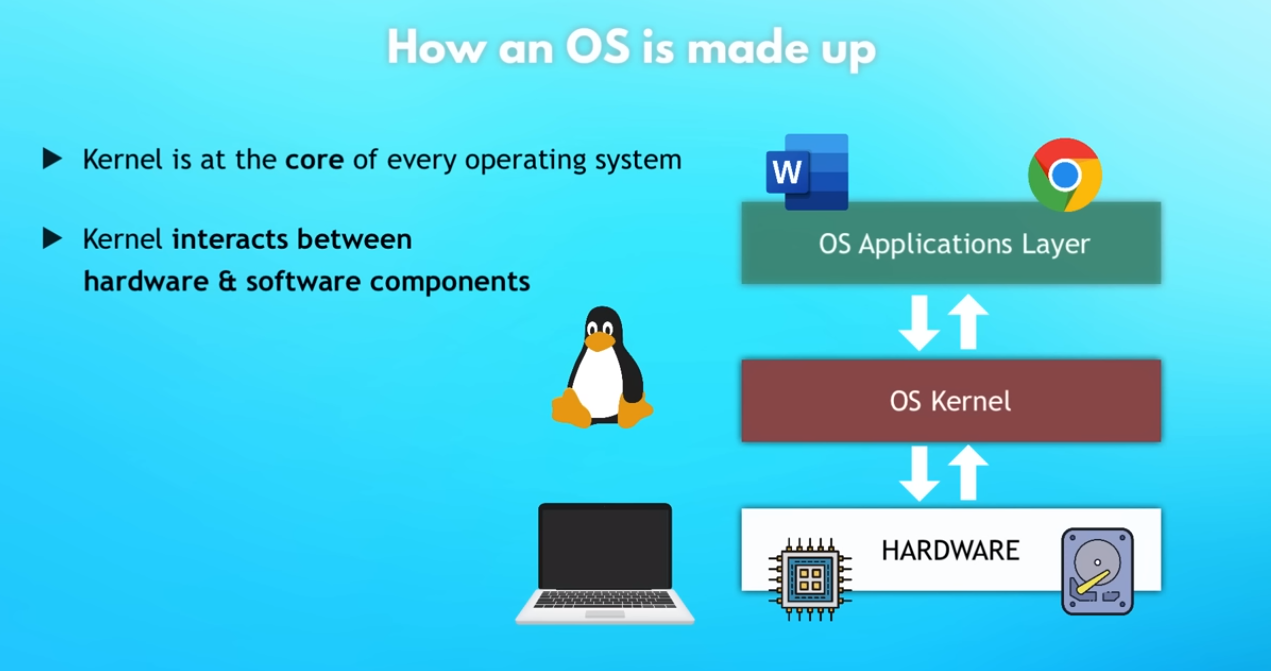 How an OS is made up
Kernel is at the core of every operating system
Kernel interacts between
hardware & software components
W
OS Applications Layer
OS Kernel
HARDWARE